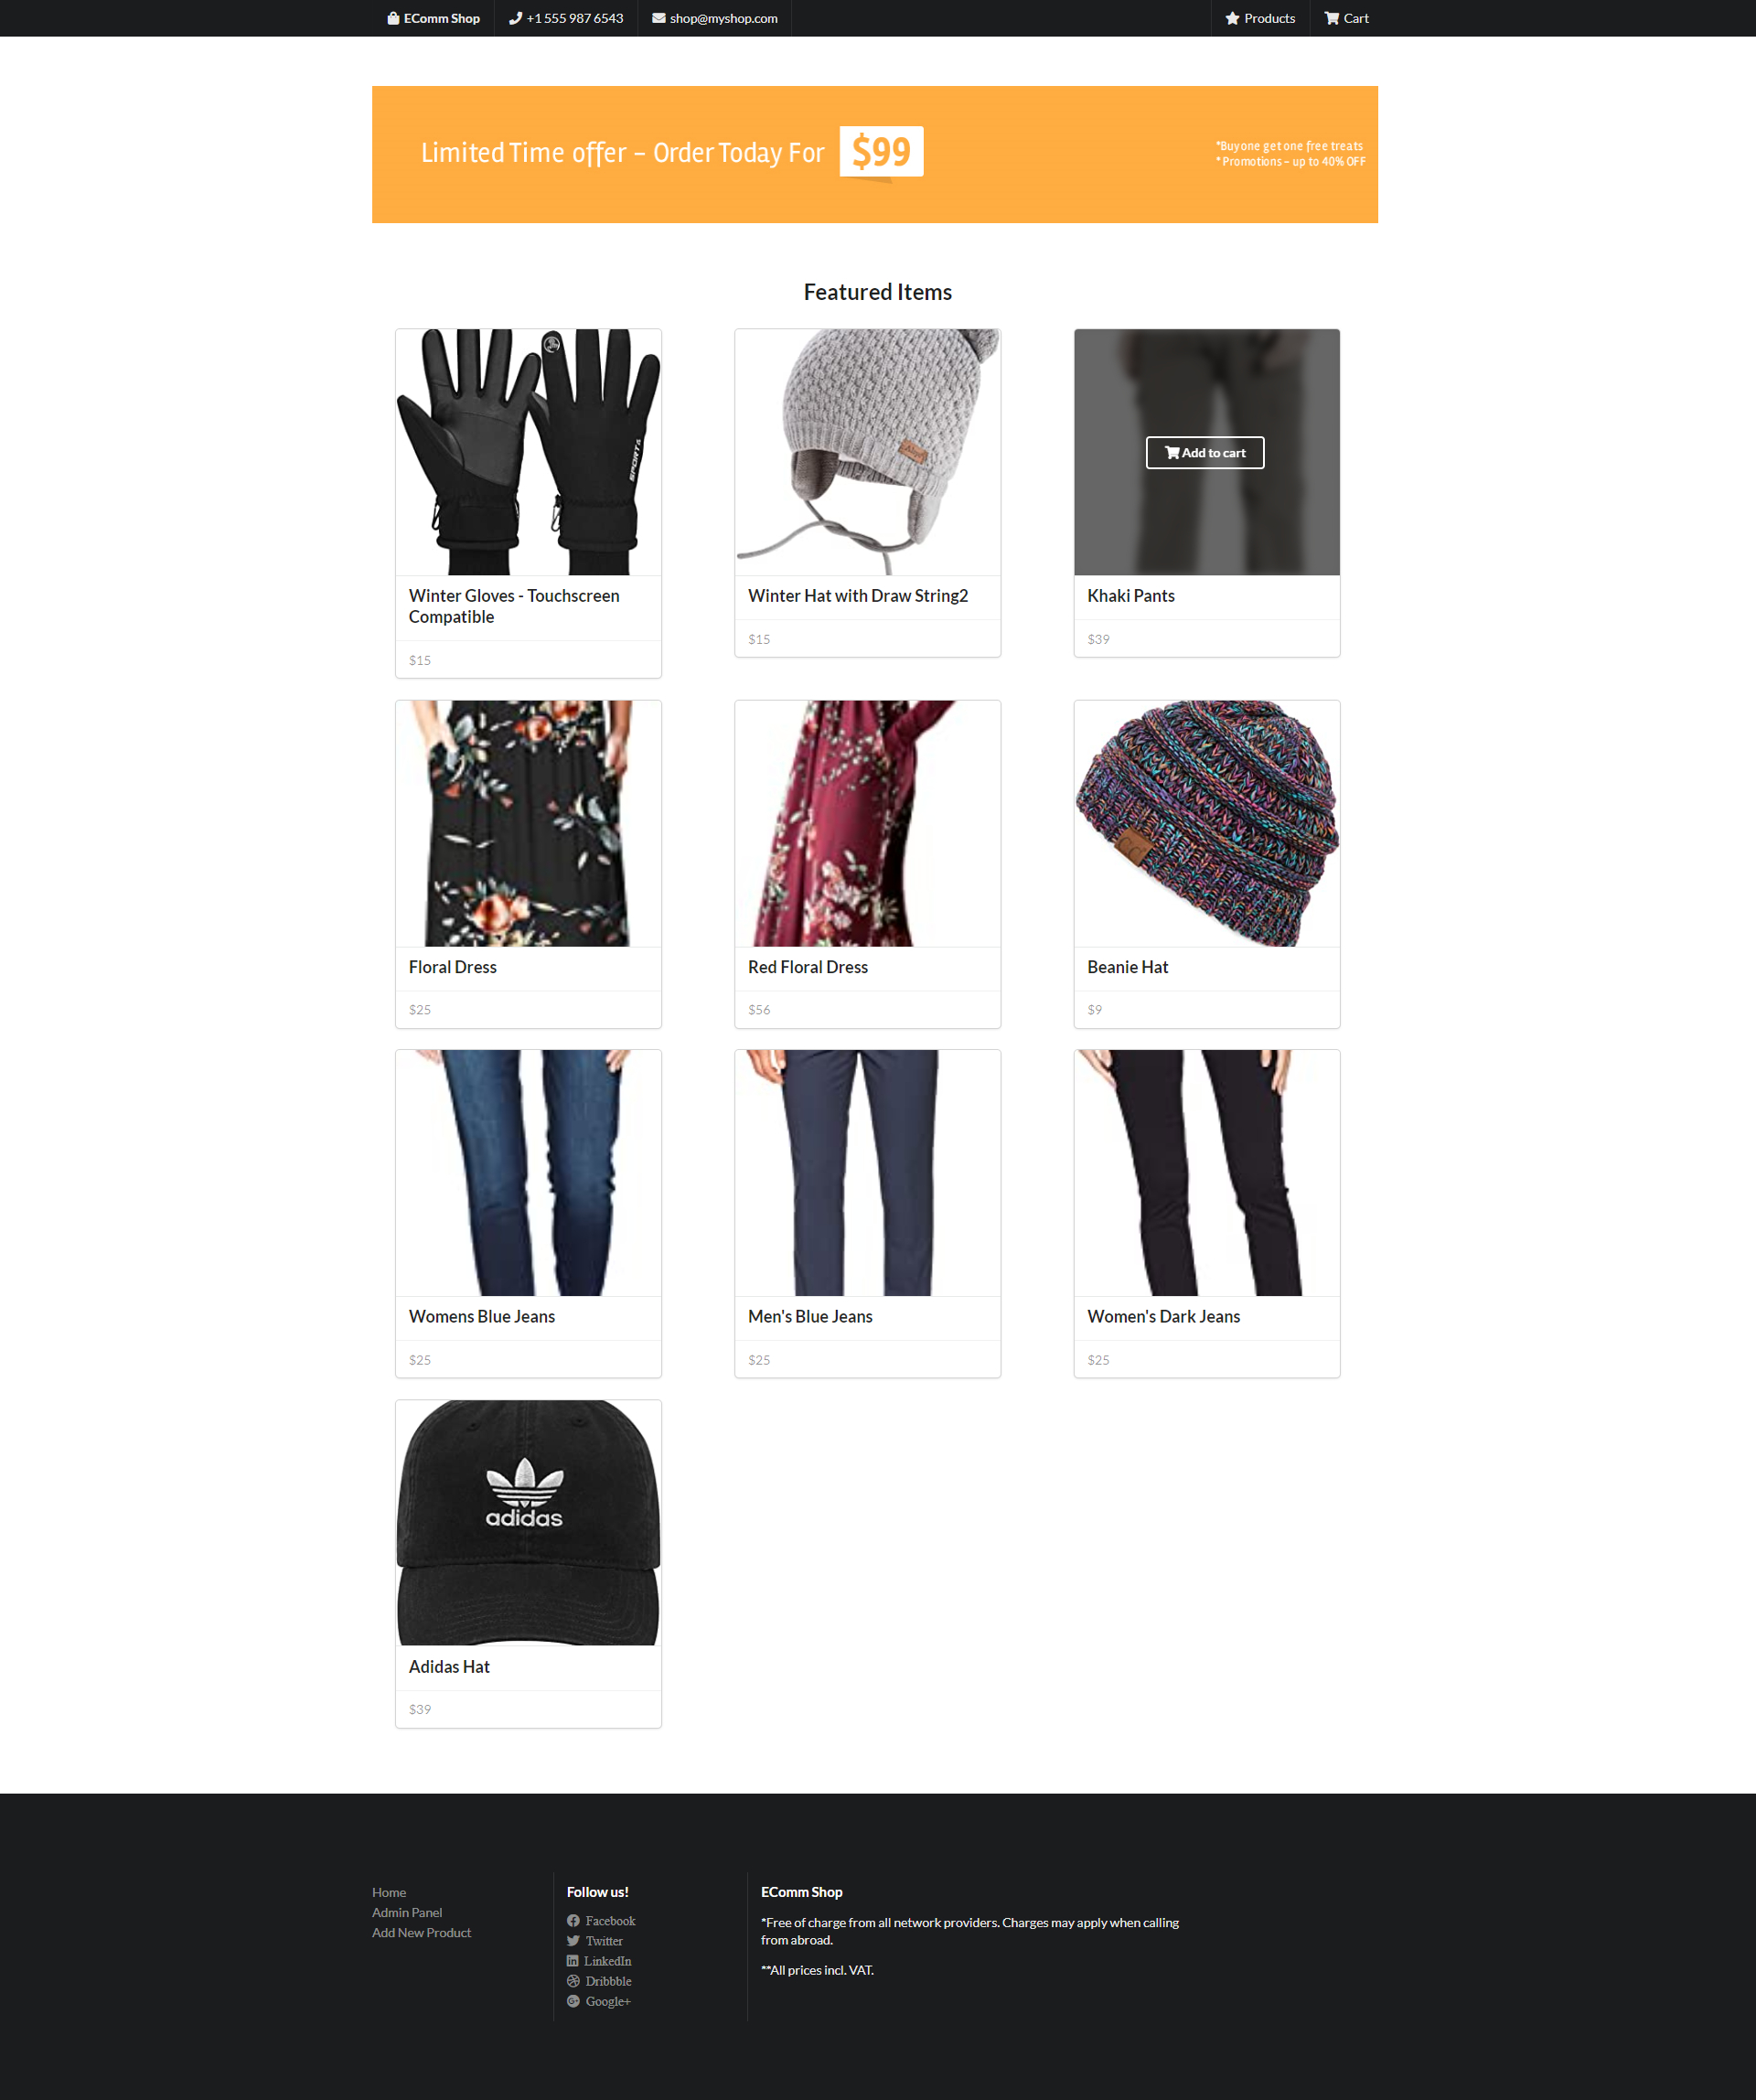 EComm Shop
+1 555 987 6543
shop@myshop.com
Products
Cart
Limited Time offer – Order Today For $99
*Buy one get one free treats
* Promotions – up to 40% OFF
Featured Items
SPORTA
Add to cart
Winter Gloves - Touchscreen
Compatible
$15
Winter Hat with Draw String2
$15
Khaki Pants
$39
C.C
Floral Dress
$25
Red Floral Dress
$56
Beanie Hat
$9
Womens Blue Jeans
$25
Men's Blue Jeans
$25
Women's Dark Jeans
$25
adidas
Adidas Hat
$39
Home
Admin Panel
Add New Product
Follow us!
Facebook
Twitter
LinkedIn
Dribbble
Google+
EComm Shop
*Free of charge from all network providers. Charges may apply when calling
from abroad.
**All prices incl. VAT.